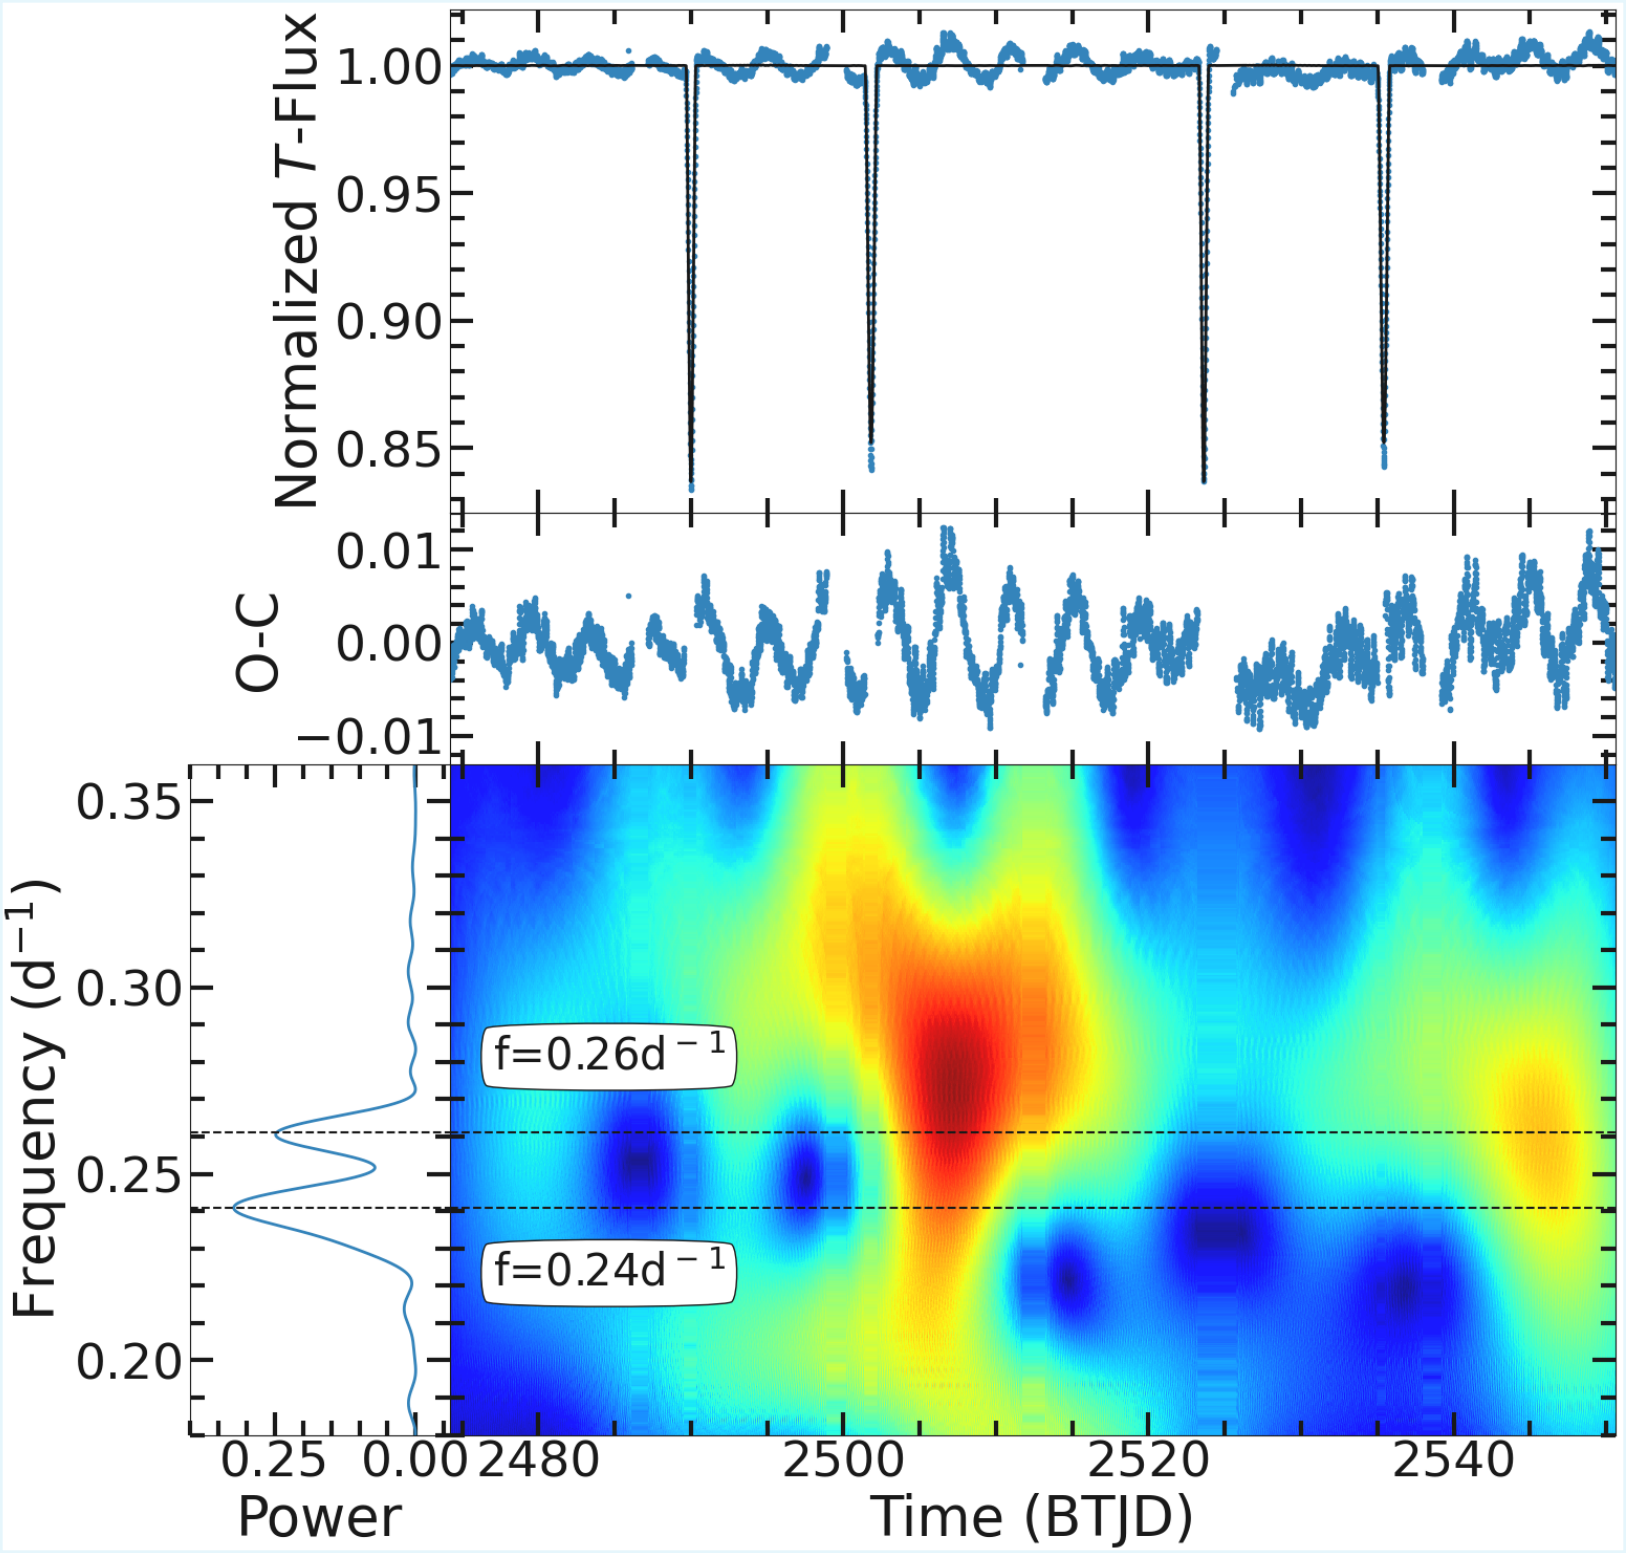 Normalized T-Flux
1.00
0.95
0.90
0.85
O-C
0.01
0.00
−0.01
Frequency (d⁻¹)
0.35
0.30
0.25
0.20
f=0.26d⁻¹
f=0.24d⁻¹
0.25 0.00 2480 2500 2520 2540
Power Time (BTJD)